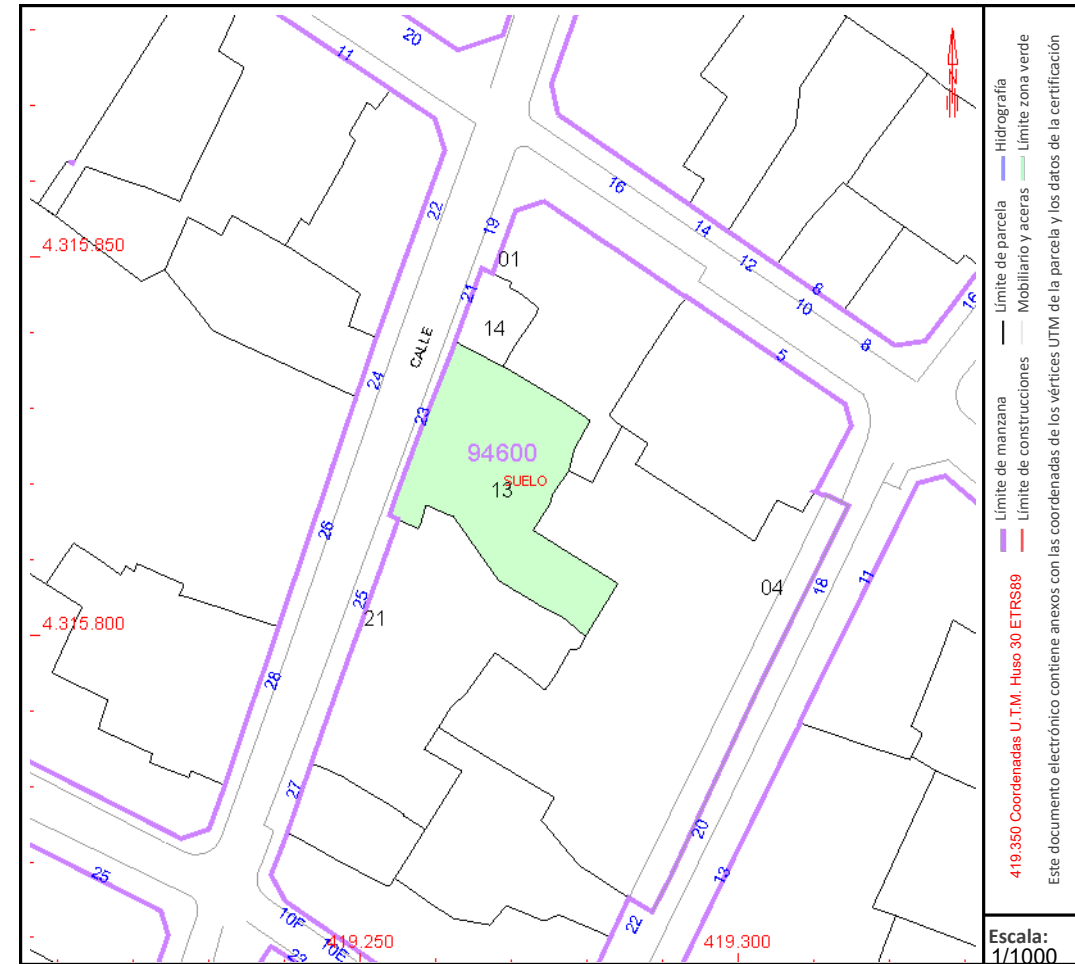 20
11
16
22
19
14
4.315.850
01
12
21
8
16
10
14
CALLE
8
5
24
23
94600
SUELO
13
26
18
11
04
25
21
4.315.800
28
27
20
25
13
10F
22
419.250
10E
23
419.300
N
Límite de manzana
Límite de parcela
Hidrografía
Límite de construcciones
Mobiliario y aceras
Límite zona verde
419.350 Coordenadas U.T.M. Huso 30 ETRS89
Este documento electrónico contiene anexos con las coordenadas de los vértices UTM de la parcela y los datos de la certificación
Escala:
1/1000